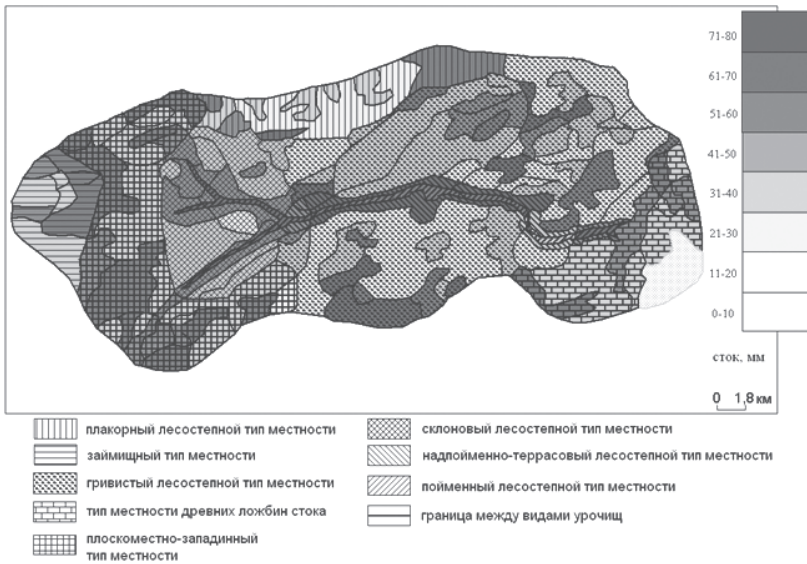 71-80
61-70
51-60
41-50
31-40
21-30
11-20
0-10
сток, мм
0 1,8 км
плакорный лесостепной тип местности
займищный тип местности
гривистый лесостепной тип местности
тип местности древних ложбин стока
плоскоместно-западинный
тип местности
склоновый лесостепной тип местности
надпойменно-террасовый лесостепной тип местности
пойменный лесостепной тип местности
граница между видами урочищ